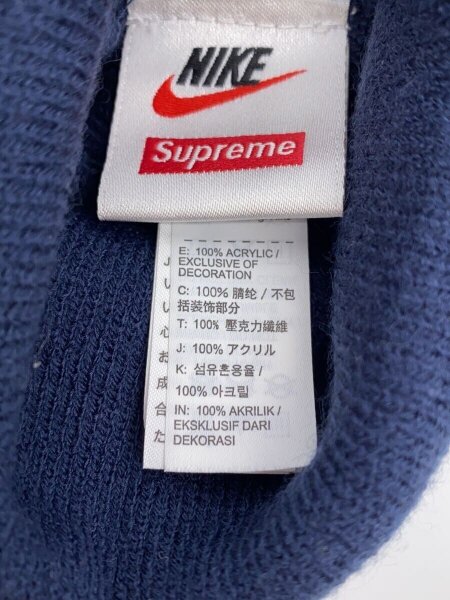 NIKE
Supreme
E: 100% ACRYLIC /
EXCLUSIVE OF
DECORATION
C: 100% 腈纶 / 不包
括装饰部分
T: 100% 壓克力纖維
J: 100% アクリル
K: 섬유혼용율 /
100% 아크릴
IN: 100% AKRILIK /
EKSKLUSIF DARI
DEKORASI